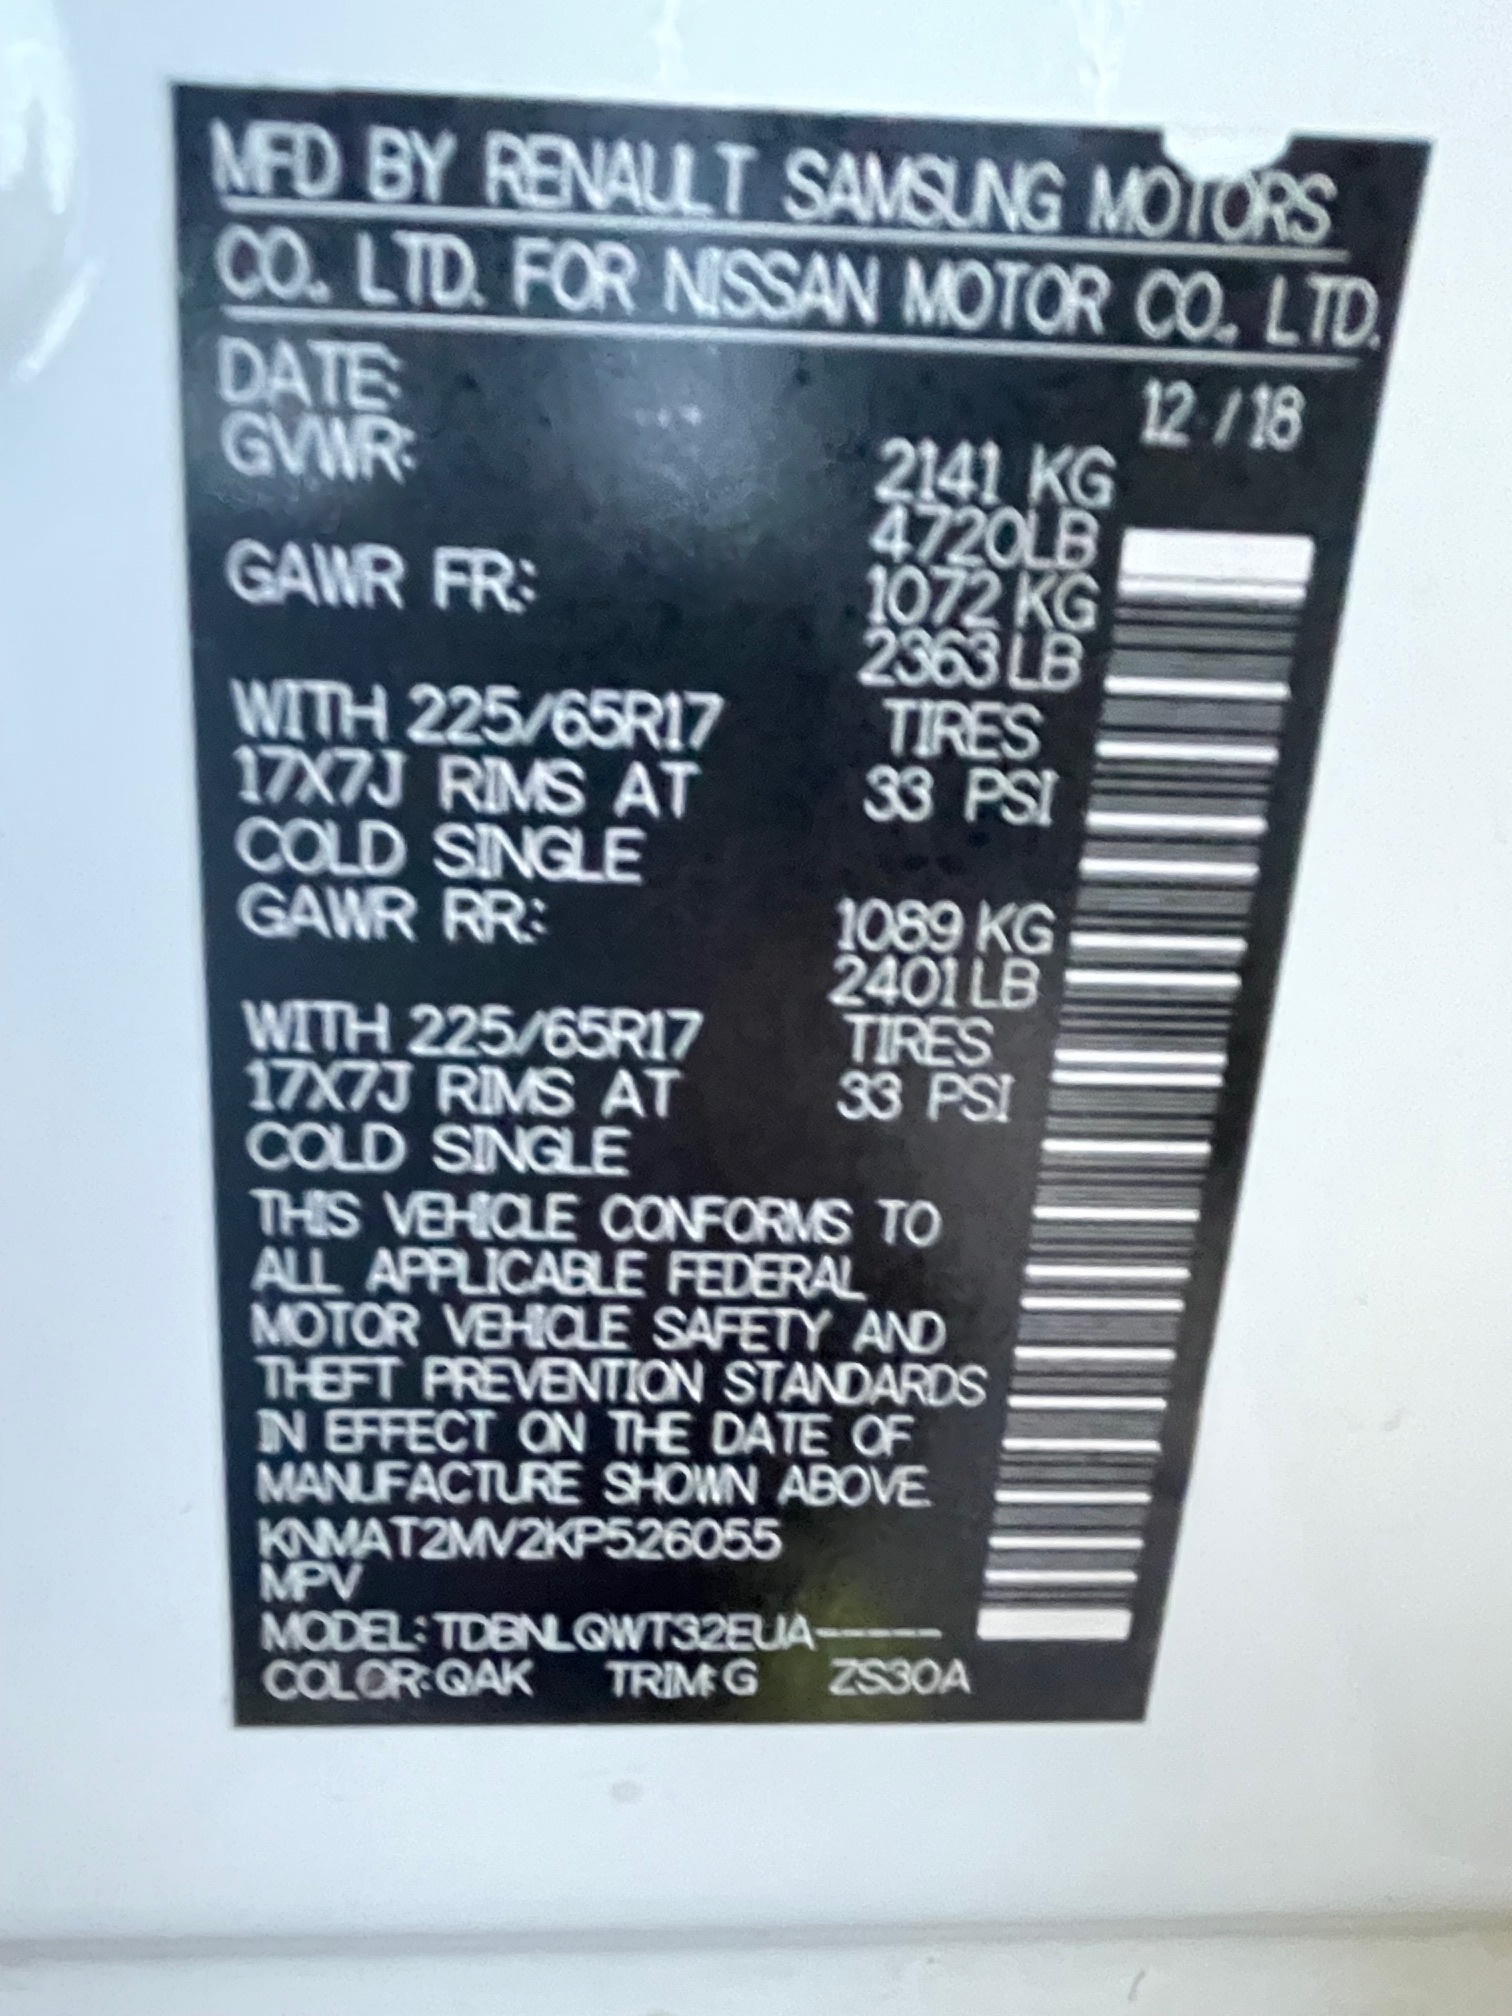 MFD BY RENAULT SAMSUNG MOTORS
CO., LTD. FOR NISSAN MOTOR CO., LTD.
DATE: 12 / 18
GVWR: 2141 KG
4720LB
GAWR FR.: 1072 KG
2363 LB
WITH 225/65R17 TIRES
17X7J RIMS AT 33 PSI
COLD SINGLE
GAWR RR.: 1089 KG
2401 LB
WITH 225/65R17 TIRES
17X7J RIMS AT 33 PSI
COLD SINGLE
THIS VEHICLE CONFORMS TO
ALL APPLICABLE FEDERAL
MOTOR VEHICLE SAFETY AND
THEFT PREVENTION STANDARDS
IN EFFECT ON THE DATE OF
MANUFACTURE SHOWN ABOVE.
KNMAT2MV2KP526055
MPV
MODEL: TDBNLQWT32EUA-----
COLOR: QAK TRIM: G ZS30A